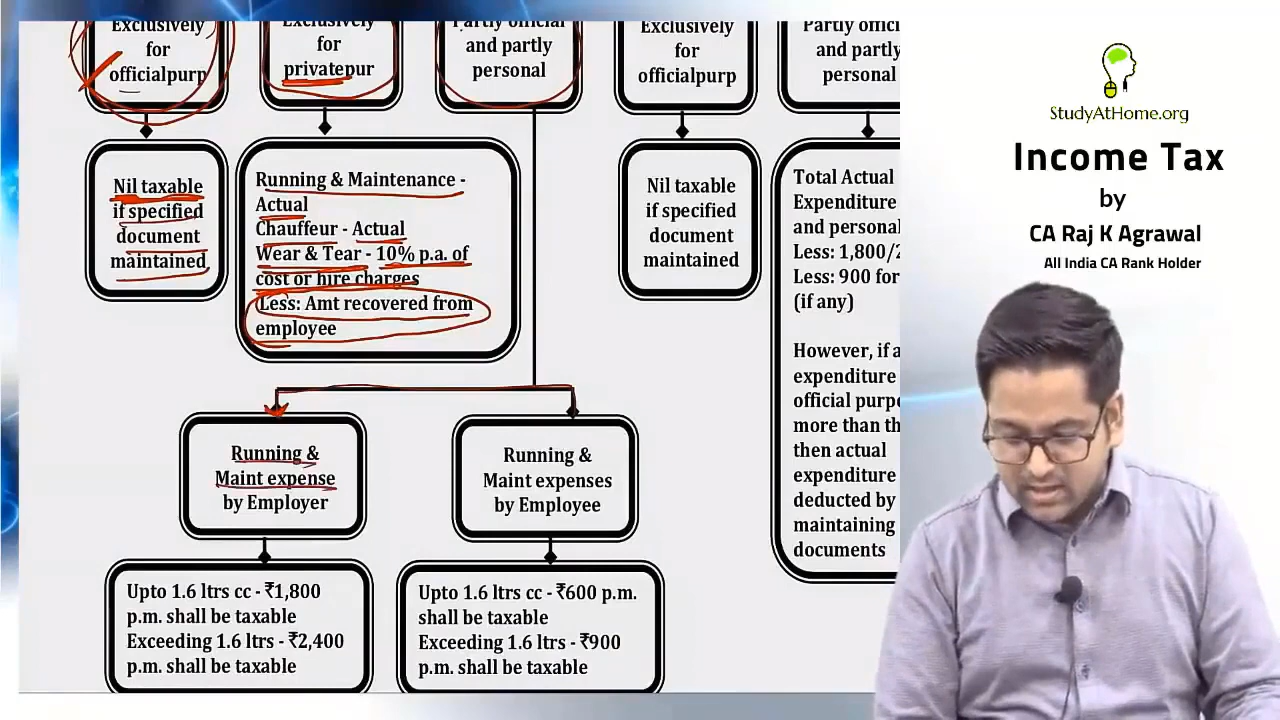 Exclusively
for
officialpurp
Exclusively
for
privatepur
Partly official
and partly
personal
Exclusively
for
officialpurp
Partly offici
and partly
personal
Nil taxable
if specified
document
maintained
Running & Maintenance -
Actual
Chauffeur - Actual
Wear & Tear - 10% p.a. of
cost or hire charges
Less: Amt recovered from
employee
Nil taxable
if specified
document
maintained
Total Actual
Expenditure
and personal
Less: 1,800/2
Less: 900 for
(if any)
However, if a
expenditure
official purpo
more than th
then actual
expenditure
deducted by
maintaining
documents
Running &
Maint expense
by Employer
Running &
Maint expenses
by Employee
Upto 1.6 ltrs cc - ₹1,800
p.m. shall be taxable
Exceeding 1.6 ltrs - ₹2,400
p.m. shall be taxable
Upto 1.6 ltrs cc - ₹600 p.m.
shall be taxable
Exceeding 1.6 ltrs - ₹900
p.m. shall be taxable
StudyAtHome.org
Income Tax
by
CA Raj K Agrawal
All India CA Rank Holder